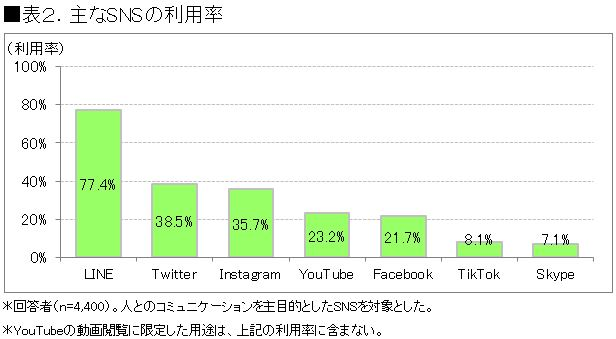 ■表2. 主なSNSの利用率
(利用率)
100%
80%
60%
40%
20%
0%
77.4%
38.5%
35.7%
23.2%
21.7%
8.1%
7.1%
LINE Twitter Instagram YouTube Facebook TikTok Skype
*回答者(n=4,400)。人とのコミュニケーションを主目的としたSNSを対象とした。
*YouTubeの動画閲覧に限定した用途は、上記の利用率に含まない。